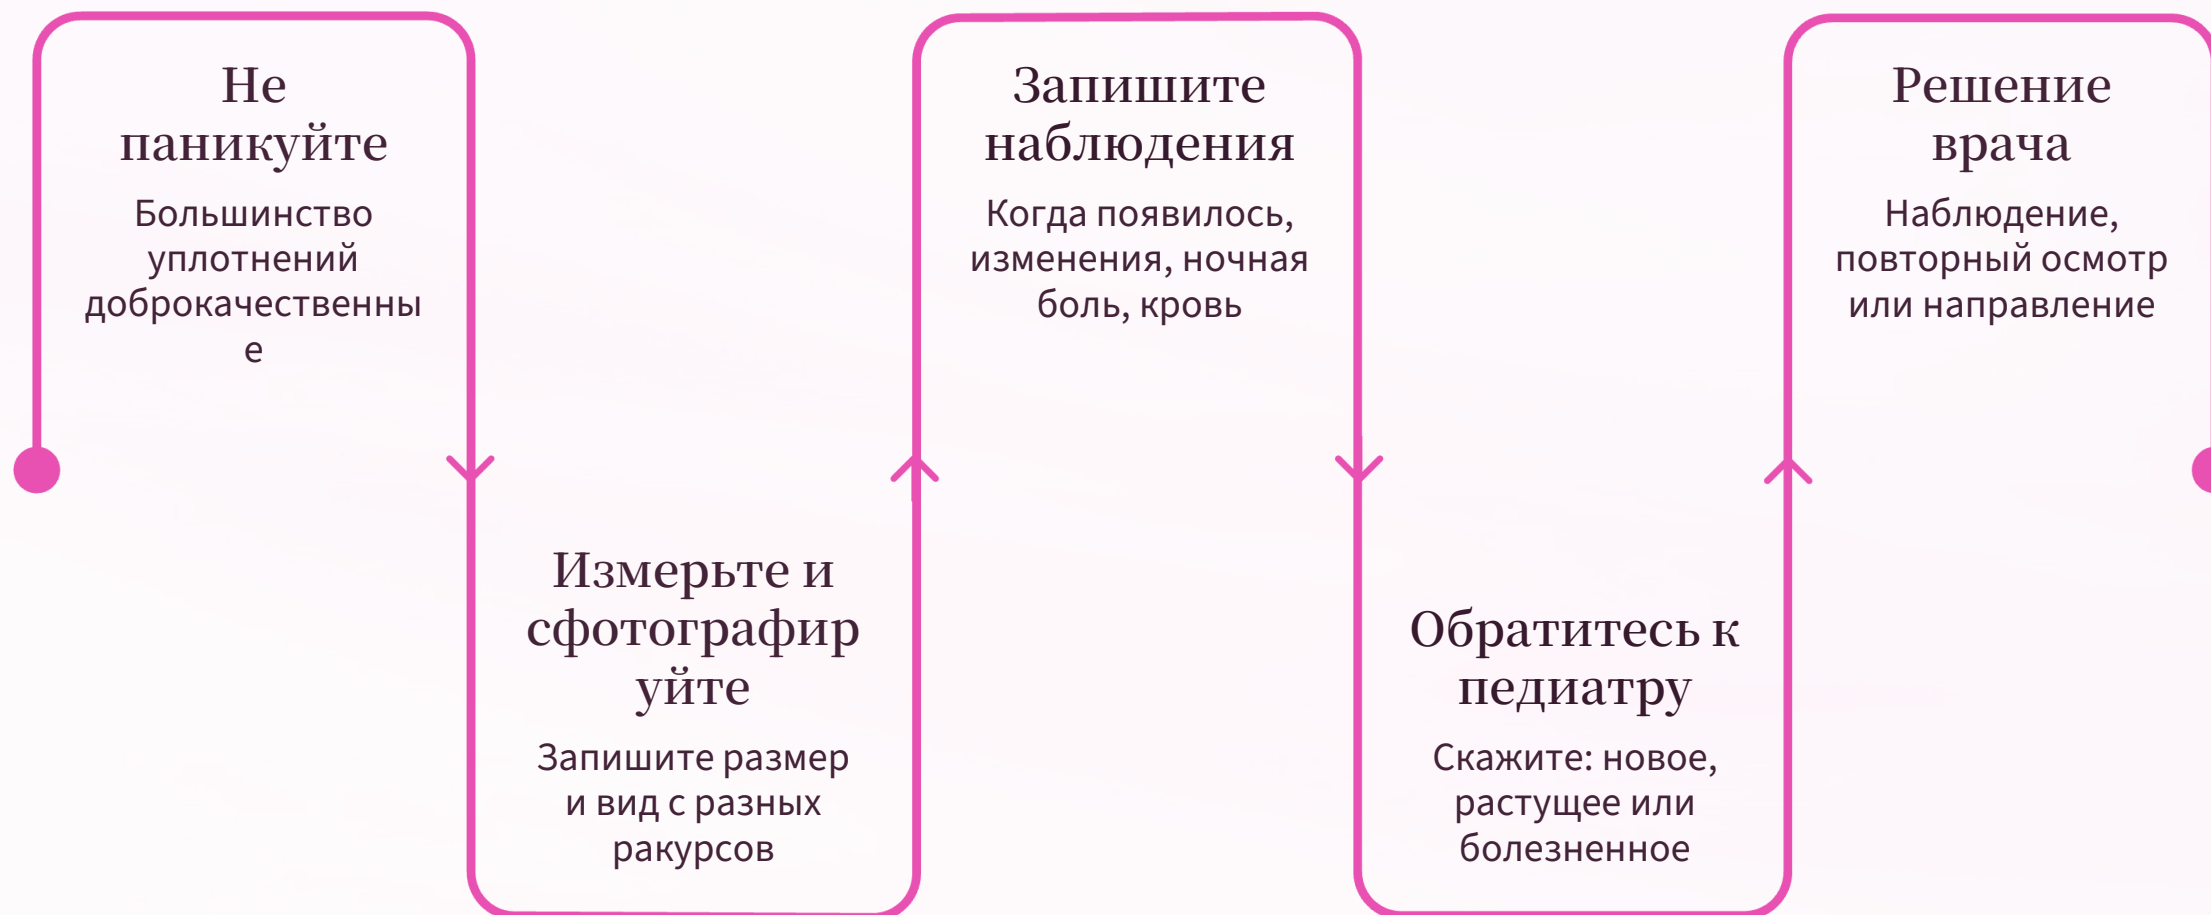 Не
паникуйте
Большинство
уплотнений
доброкачественны
е
Измерьте и
сфотографир
уйте
Запишите размер
и вид с разных
ракурсов
Запишите
наблюдения
Когда появилось,
изменения, ночная
боль, кровь
Обратитесь к
педиатру
Скажите: новое,
растущее или
болезненное
Решение
врача
Наблюдение,
повторный осмотр
или направление